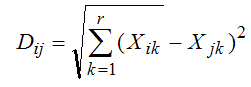 D_{ij} = \sqrt{\sum_{k=1}^{r} (X_{ik} - X_{jk})^2}